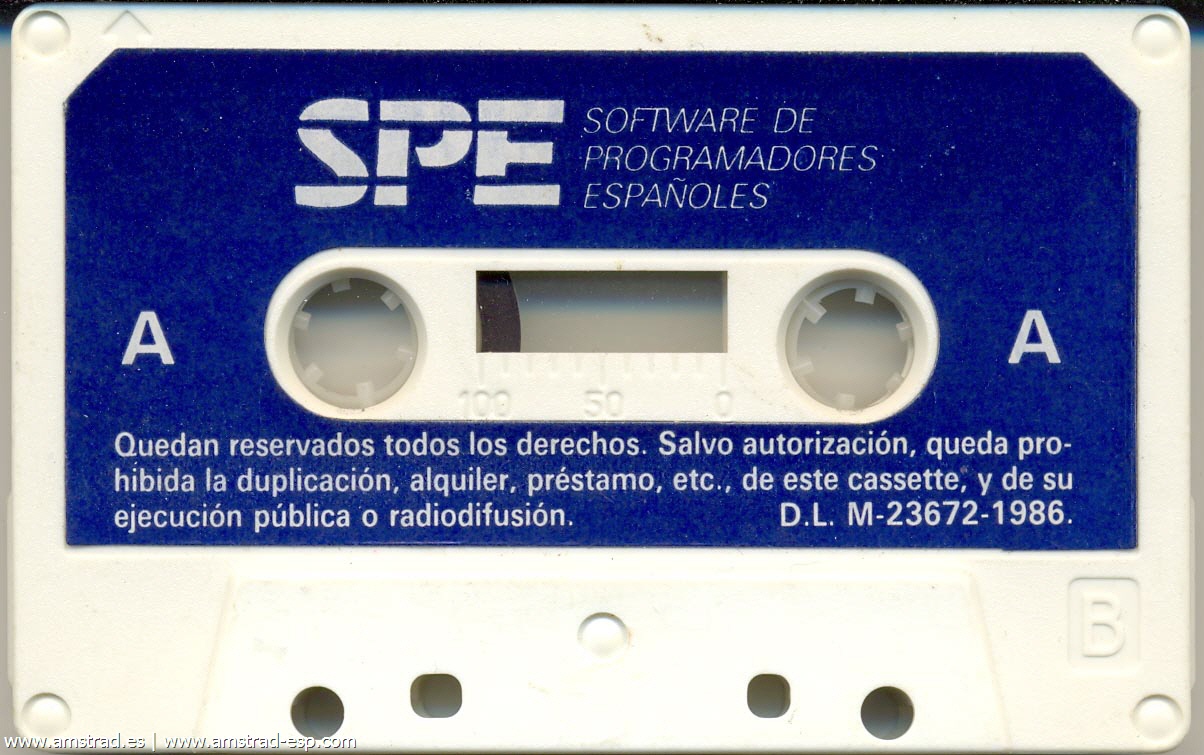 SPE
SOFTWARE DE
PROGRAMADORES
ESPAÑOLES
A
A
100 50 0
Quedan reservados todos los derechos. Salvo autorización, queda pro-
hibida la duplicación, alquiler, préstamo, etc., de este cassette, y de su
ejecución pública o radiodifusión. D.L. M-23672-1986.
B
www.amstrad.es | www.amstrad-esp.com